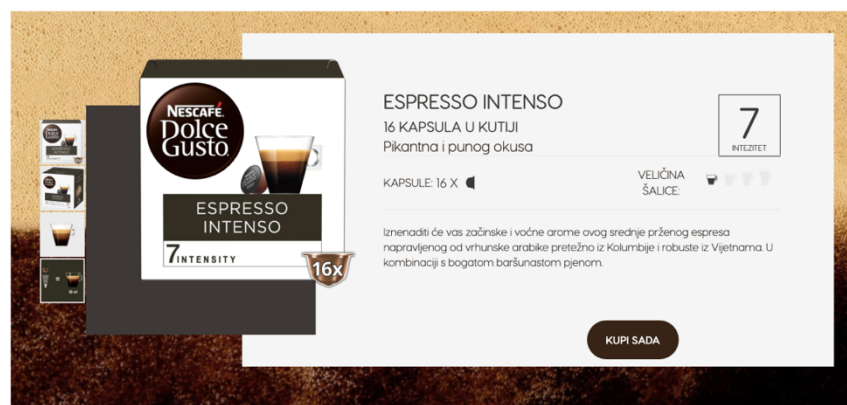 NESCAFÉ.
Dolce
Gusto
ESPRESSO
INTENSO
7 INTENSITY
16x
ESPRESSO INTENSO
16 KAPSULA U KUTIJI
Pikantna i punog okusa
7
INTEZITET
KAPSULE: 16 X
VELIČINA
ŠALICE:
Iznenaditi će vas začinske i voćne arome ovog srednje prženog espresa
napravljenog od vrhunske arabike pretežno iz Kolumbije i robuste iz Vijetnama. U
kombinaciji s bogatom baršunastom pjenom.
KUPI SADA